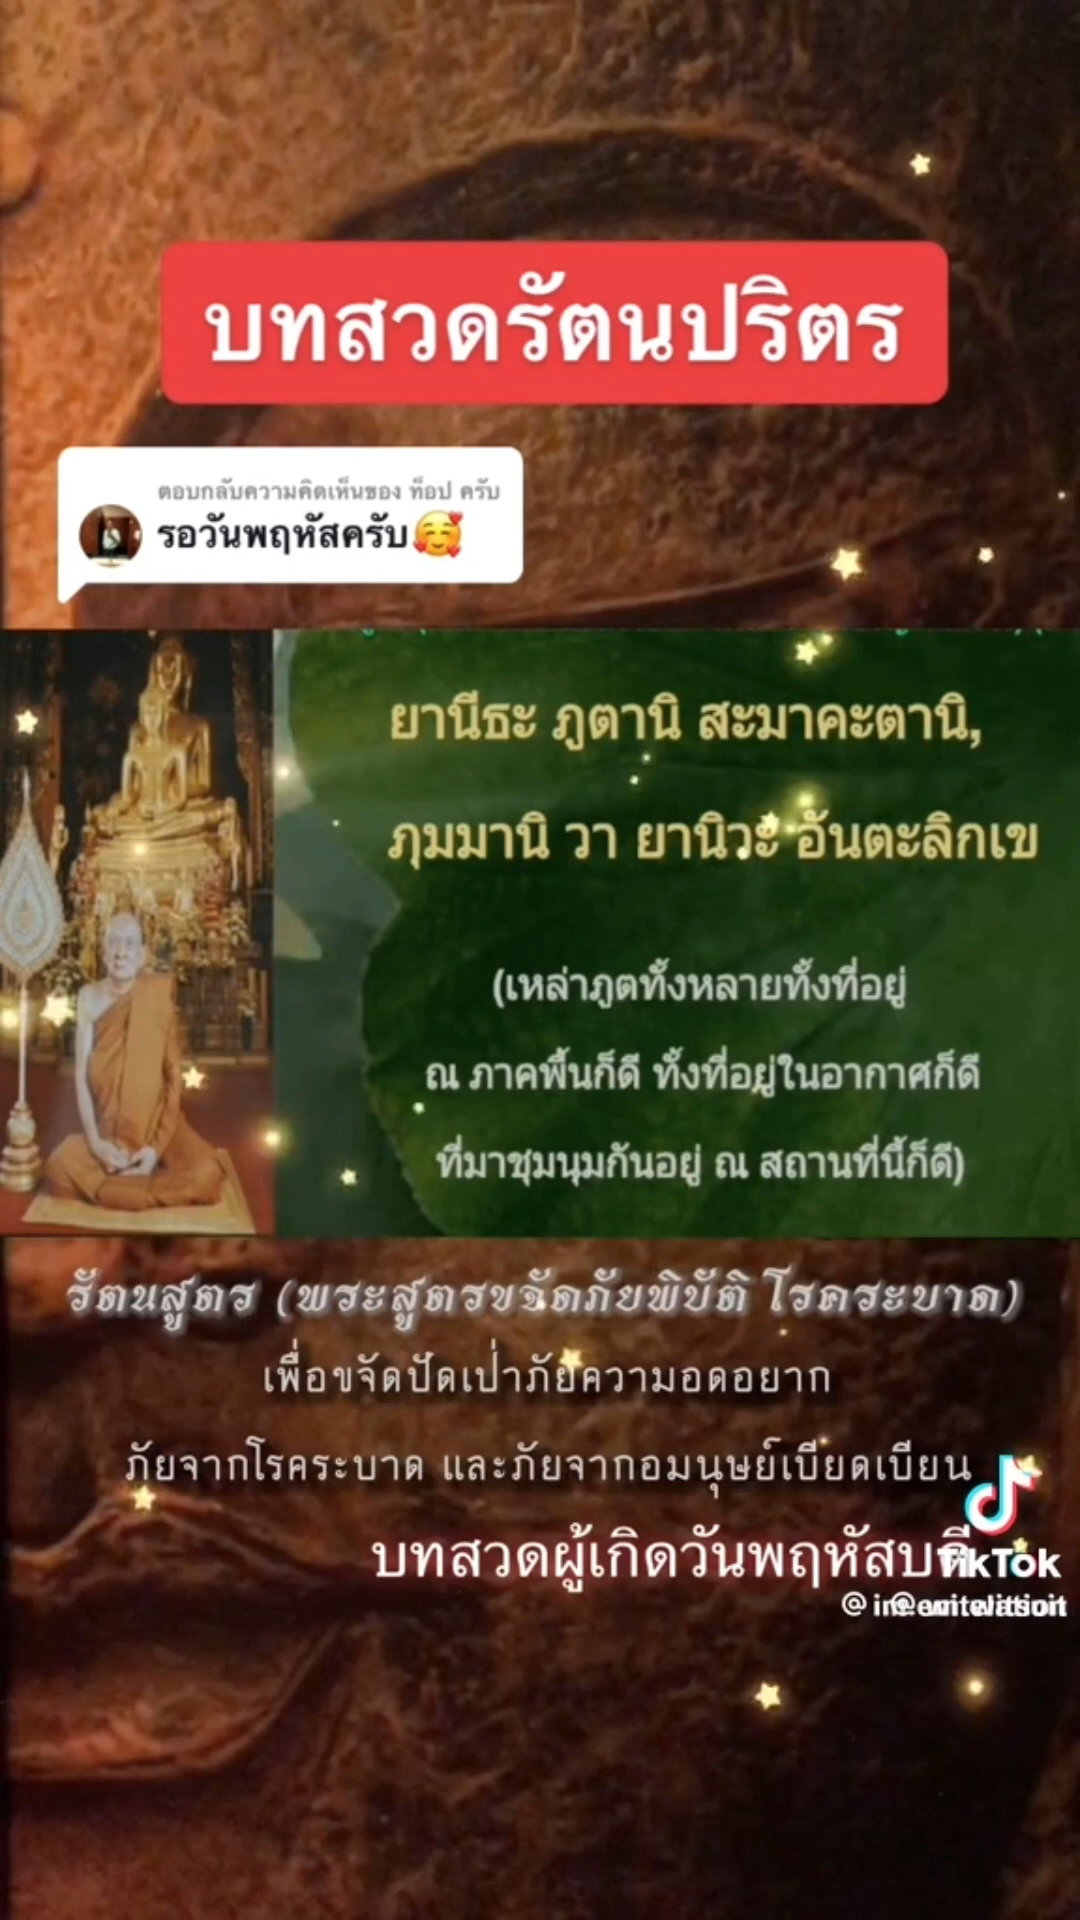 บทสวดรัตนปริตร
ตอบกลับความคิดเห็นของ ท็อป ครับ
รอวันพฤหัสครับ🥰
ยานีธะ ภูตานิ สะมาคะตานิ,
ภุมมานิ วา ยานิวะ อันตะลิกเข
(เหล่าภูตทั้งหลายทั้งที่อยู่
ณ ภาคพื้นก็ดี ทั้งที่อยู่ในอากาศก็ดี
ที่มาชุมนุมกันอยู่ ณ สถานที่นี้ก็ดี)
รัตนสูตร (พระสูตรขจัดภัยพิบัติ โรคระบาด)
เพื่อขจัดปัดเป่าภัยความอดอยาก
ภัยจากโรคระบาด และภัยจากอมนุษย์เบียดเบียน
บทสวดผู้เกิดวันพฤหัสบดี
TikTok